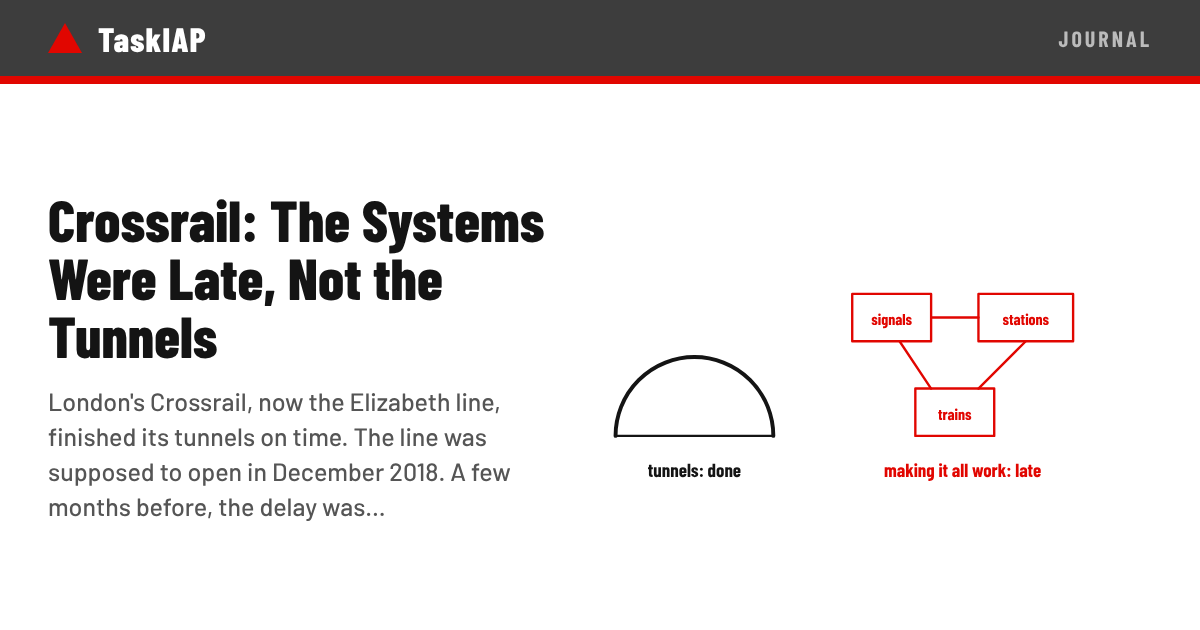 TaskIAP
JOURNAL
Crossrail: The Systems
Were Late, Not the
Tunnels
London's Crossrail, now the Elizabeth line,
finished its tunnels on time. The line was
supposed to open in December 2018. A few
months before, the delay was...
signals
stations
trains
tunnels: done
making it all work: late